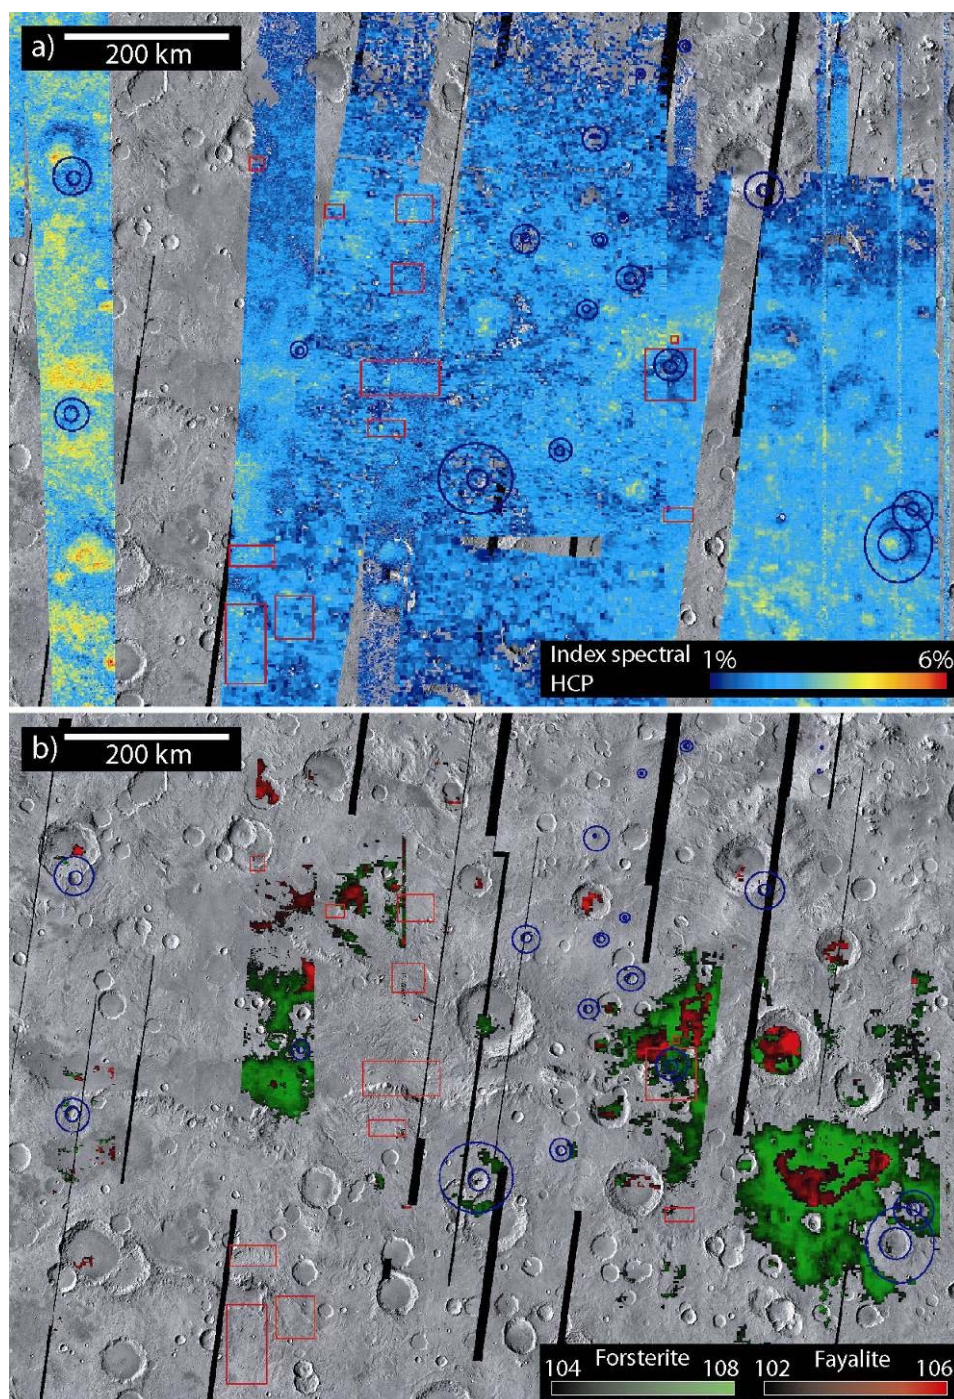 a)
200 km
Index spectral 1% 6%
HCP
b)
200 km
104 Forsterite 108 102 Fayalite 106